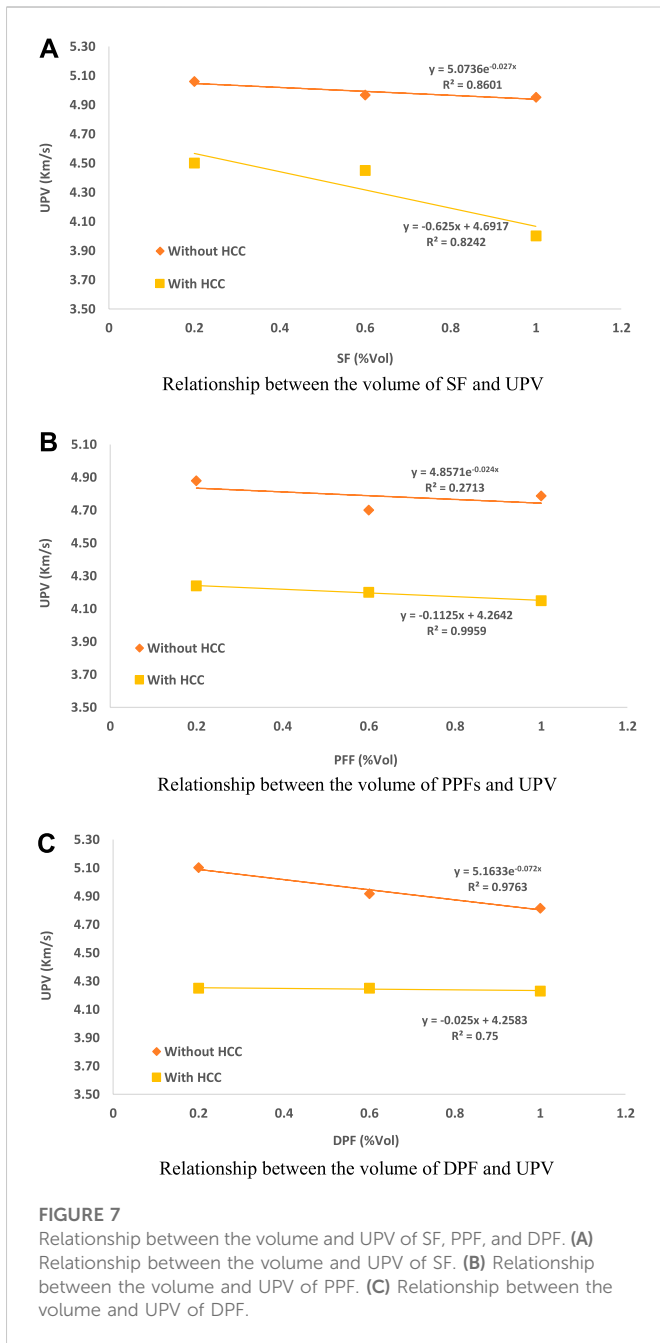 A
5.30
5.10
4.90
4.70
4.50
4.30
4.10
3.90
3.70
3.50
UPV (Km/s)
y = 5.0736e^-0.027x
R² = 0.8601
y = -0.625x + 4.6917
R² = 0.8242
Without HCC
With HCC
0 0.2 0.4 0.6 0.8 1 1.2
SF (%Vol)
Relationship between the volume of SF and UPV
B
5.10
4.90
4.70
4.50
4.30
4.10
3.90
3.70
3.50
UPV (Km/s)
y = 4.8571e^-0.024x
R² = 0.2713
y = -0.1125x + 4.2642
R² = 0.9959
Without HCC
With HCC
0 0.2 0.4 0.6 0.8 1 1.2
PFF (%Vol)
Relationship between the volume of PPFs and UPV
C
5.30
5.10
4.90
4.70
4.50
4.30
4.10
3.90
3.70
3.50
UPV (Km/s)
y = 5.1633e^-0.072x
R² = 0.9763
y = -0.025x + 4.2583
R² = 0.75
Without HCC
With HCC
0 0.2 0.4 0.6 0.8 1 1.2
DPF (%Vol)
Relationship between the volume of DPF and UPV
FIGURE 7
Relationship between the volume and UPV of SF, PPF, and DPF. (A)
Relationship between the volume and UPV of SF. (B) Relationship
between the volume and UPV of PPF. (C) Relationship between the
volume and UPV of DPF.